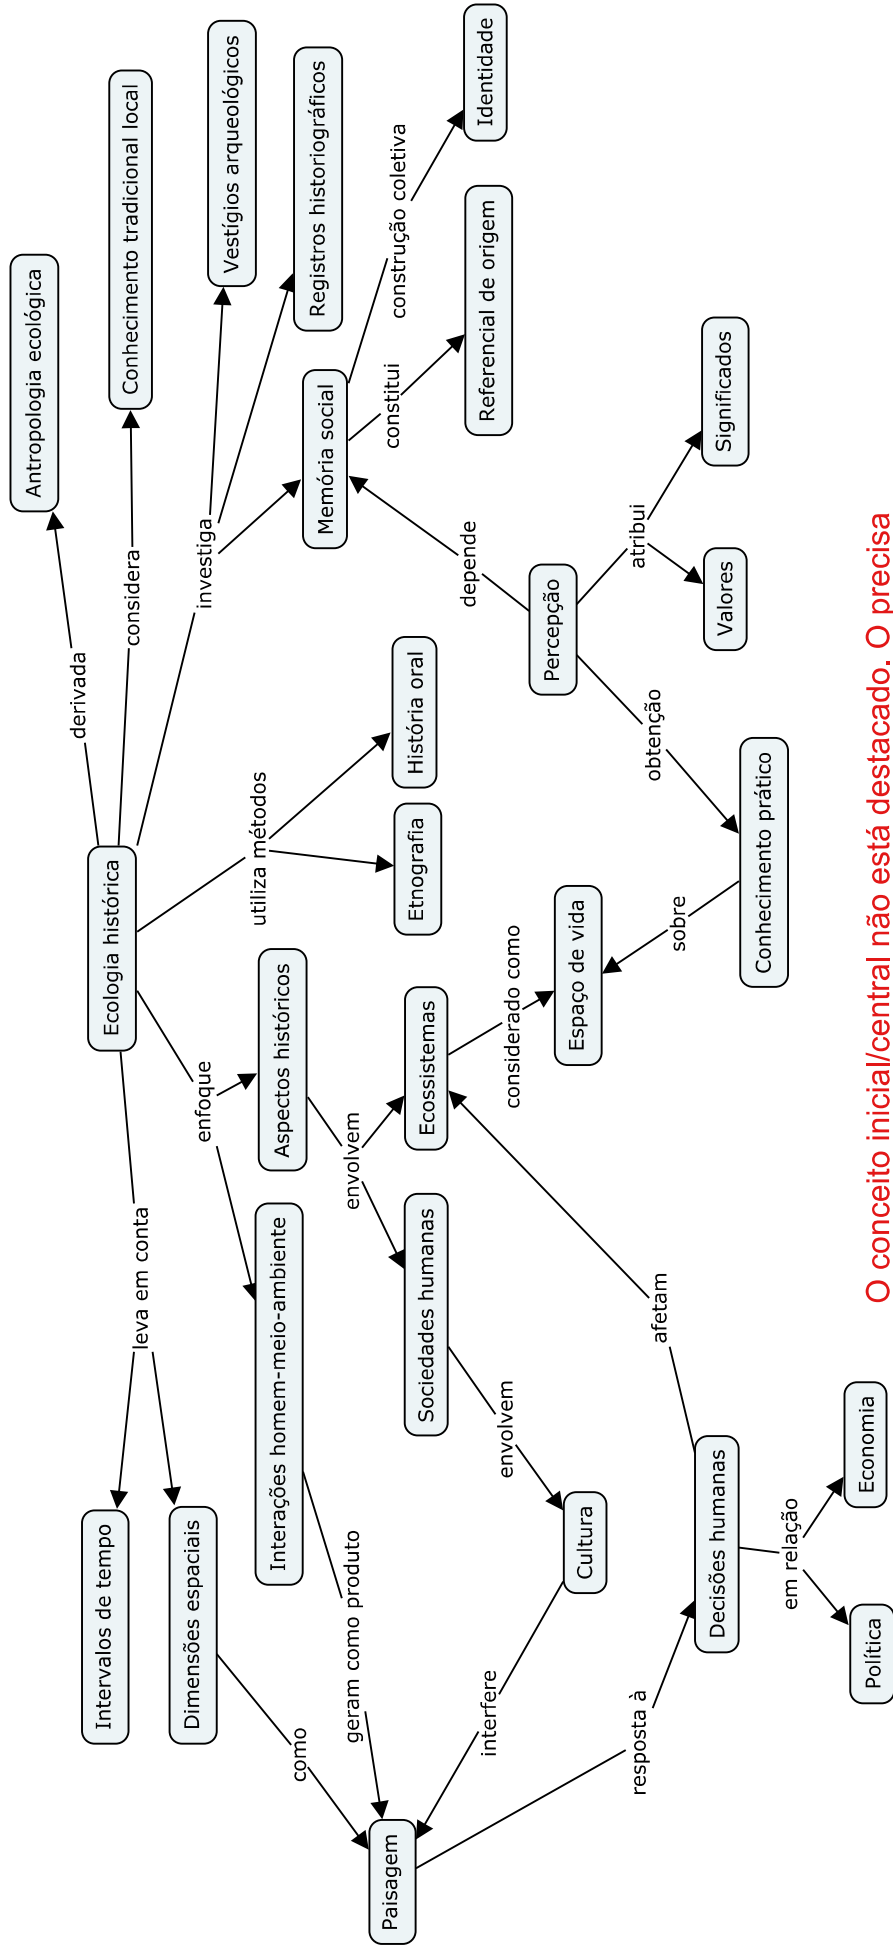 Ecologia histórica
derivada
Antropologia ecológica
considera
Conhecimento tradicional local
investiga
Vestígios arqueológicos
Registros historiográficos
Memória social
construção coletiva
Identidade
constitui
Referencial de origem
leva em conta
Intervalos de tempo
Dimensões espaciais
como
enfoque
Interações homem-meio-ambiente
Aspectos históricos
utiliza métodos
Etnografia
História oral
geram como produto
Paisagem
envolvem
Sociedades humanas
Ecossistemas
envolvem
Cultura
interfere
considerado como
Espaço de vida
depende
Percepção
atribui
Valores
Significados
obtenção
Conhecimento prático
sobre
afetam
resposta à
Decisões humanas
em relação
Política
Economia
O conceito inicial/central não está destacado. O precisa